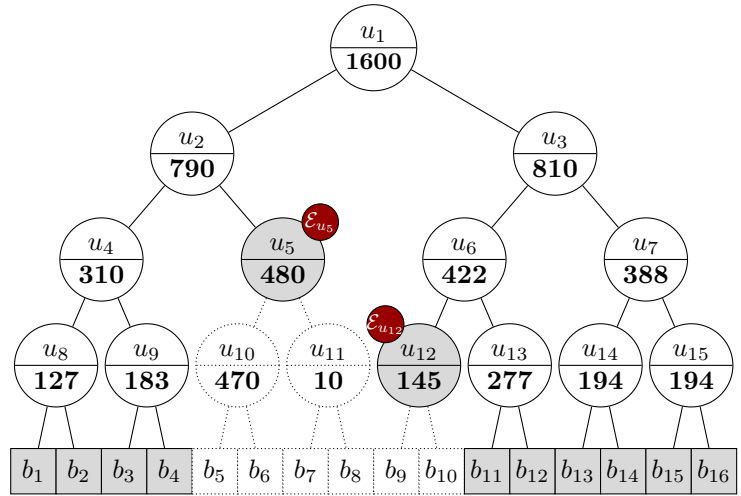 u₁
1600
u₂
790
u₃
810
ℰ_u₅
u₄
310
u₅
480
u₆
422
u₇
388
ℰ_u₁₂
u₈
127
u₉
183
u₁₀
470
u₁₁
10
u₁₂
145
u₁₃
277
u₁₄
194
u₁₅
194
b₁ b₂ b₃ b₄ b₅ b₆ b₇ b₈ b₉ b₁₀ b₁₁ b₁₂ b₁₃ b₁₄ b₁₅ b₁₆